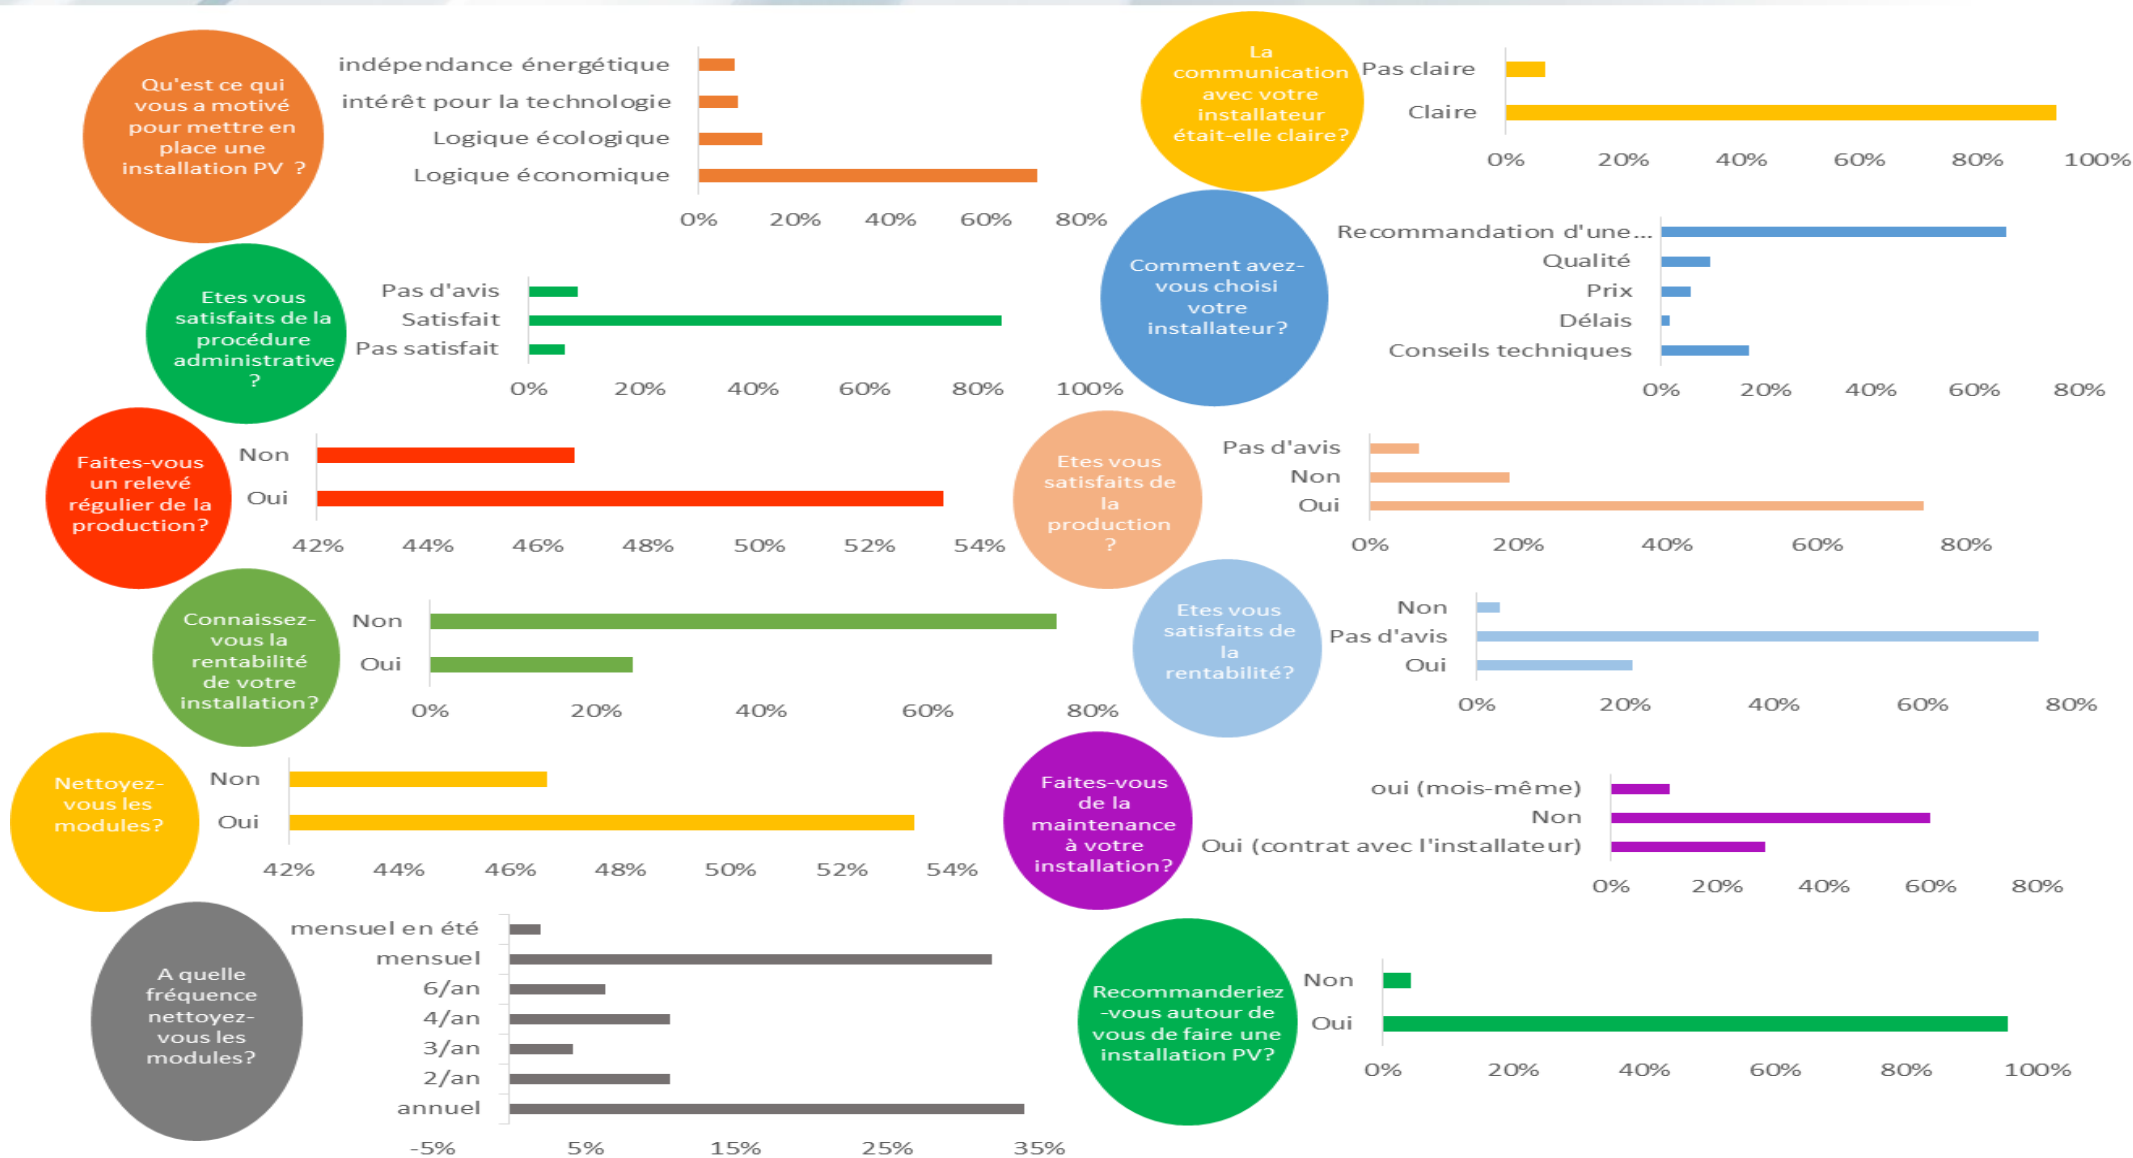 Qu'est ce qui
vous a motivé
pour mettre en
place une
installation PV ?
indépendance énergétique
intérêt pour la technologie
Logique écologique
Logique économique
0% 20% 40% 60% 80%
La
communication
avec votre
installateur
était-elle claire?
Pas claire
Claire
0% 20% 40% 60% 80% 100%
Etes vous
satisfaits de la
procédure
administrative
?
Pas d'avis
Satisfait
Pas satisfait
0% 20% 40% 60% 80% 100%
Comment avez-
vous choisi
votre
installateur?
Recommandation d'une...
Qualité
Prix
Délais
Conseils techniques
0% 20% 40% 60% 80%
Faites-vous
un relevé
régulier de la
production?
Non
Oui
42% 44% 46% 48% 50% 52% 54%
Etes vous
satisfaits de
la
production
?
Pas d'avis
Non
Oui
0% 20% 40% 60% 80%
Connaissez-
vous la
rentabilité
de votre
installation?
Non
Oui
0% 20% 40% 60% 80%
Etes vous
satisfaits de
la
rentabilité?
Non
Pas d'avis
Oui
0% 20% 40% 60% 80%
Nettoyez-
vous les
modules?
Non
Oui
42% 44% 46% 48% 50% 52% 54%
Faites-vous
de la
maintenance
à votre
installation?
oui (mois-même)
Non
Oui (contrat avec l'installateur)
0% 20% 40% 60% 80%
A quelle
fréquence
nettoyez-
vous les
modules?
mensuel en été
mensuel
6/an
4/an
3/an
2/an
annuel
-5% 5% 15% 25% 35%
Recommanderiez
-vous autour de
vous de faire une
installation PV?
Non
Oui
0% 20% 40% 60% 80% 100%